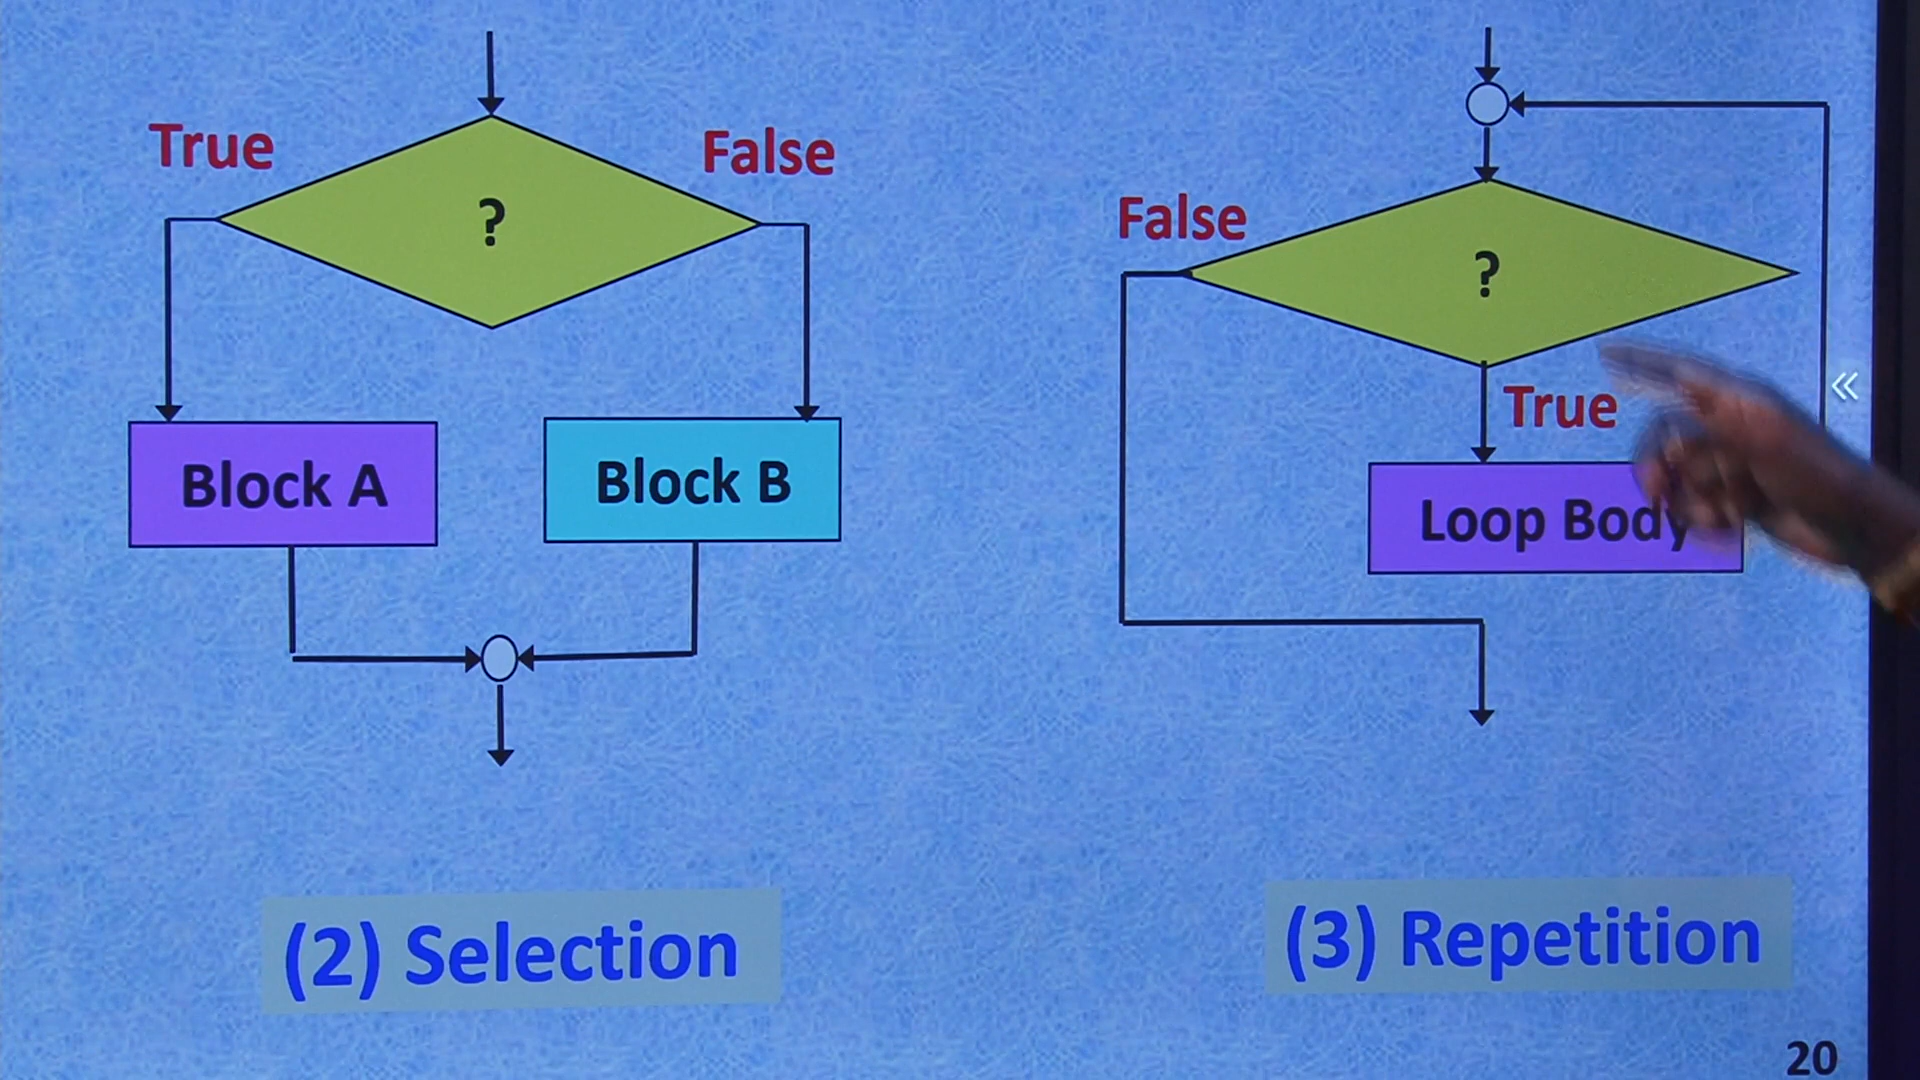 True
False
?
Block A
Block B
(2) Selection
False
?
True
Loop Body
(3) Repetition
«
20